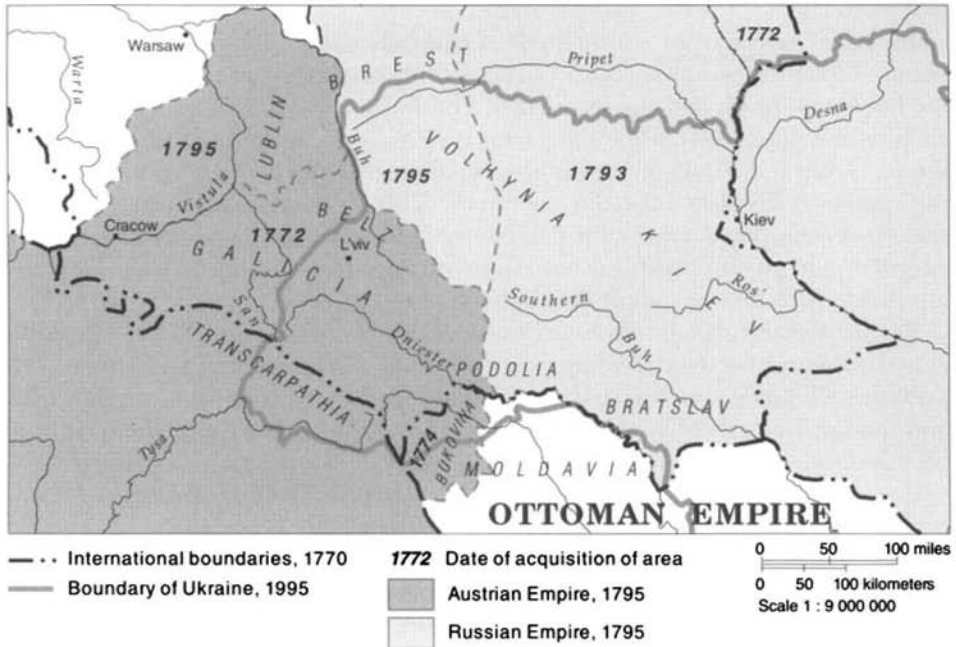 Warsaw
1772
Warta
BREST
Pripet
Desna
LUBLIN
1795
Buh
VOLHYNIA
1795
1793
Vistula
BELZ
Cracow
Kiev
1772
L'viv
GALICIA
KIEV
San
Southern
Buh
Ros'
Dniester
TRANSCARPATHIA
PODOLIA
BRATSLAV
1774
BUKOVINA
Tysa
MOLDAVIA
OTTOMAN EMPIRE
International boundaries, 1770
Boundary of Ukraine, 1995
1772 Date of acquisition of area
Austrian Empire, 1795
Russian Empire, 1795
0 50 100 miles
0 50 100 kilometers
Scale 1 : 9 000 000